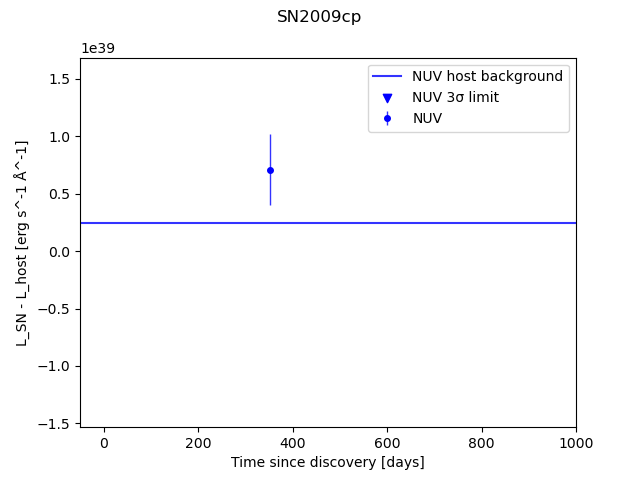 SN2009cp
1e39
1.5
1.0
0.5
0.0
−0.5
−1.0
−1.5
L_SN - L_host [erg s^-1 Å^-1]
NUV host background
NUV 3σ limit
NUV
0 200 400 600 800 1000
Time since discovery [days]